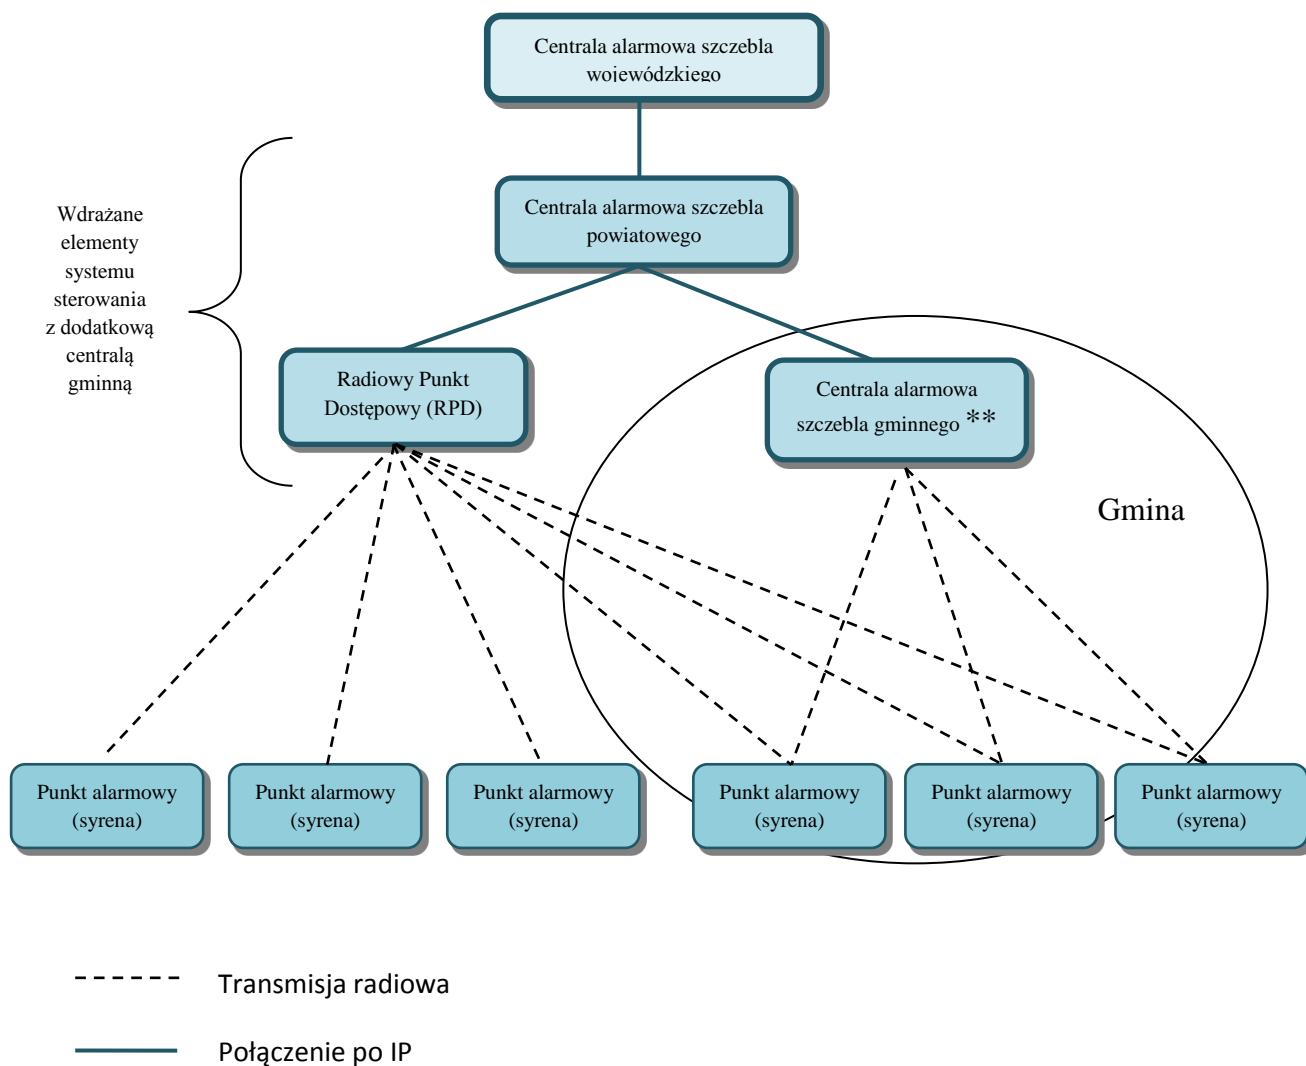 Centrala alarmowa szczebla
wojewódzkiego
Centrala alarmowa szczebla
powiatowego
Wdrażane
elementy
systemu
sterowania
z dodatkową
centralą
gminną
Radiowy Punkt
Dostępowy (RPD)
Centrala alarmowa
szczebla gminnego **
Gmina
Punkt alarmowy
(syrena)
Punkt alarmowy
(syrena)
Punkt alarmowy
(syrena)
Punkt alarmowy
(syrena)
Punkt alarmowy
(syrena)
Punkt alarmowy
(syrena)
Transmisja radiowa
Połączenie po IP